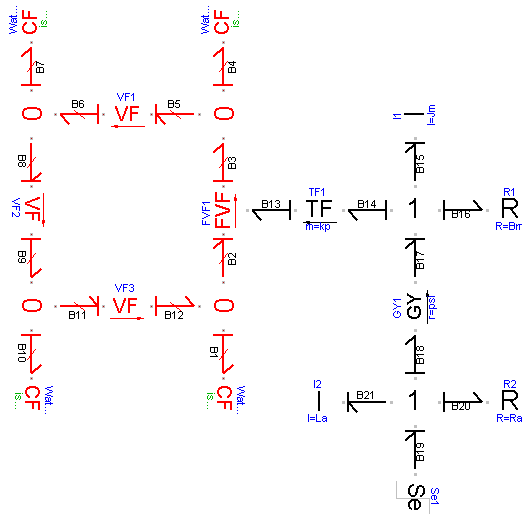 Wat...
CF
is...
Wat...
CF
is...
B7
B4
0
B6
VF1
VF
B5
0
I1
I
I=Jm
B8
B3
B15
VF2
VF
FVF1
FVF
B13
TF1
TF
m=kp
B14
1
B16
R1
R
R=Bm
B9
B2
B17
0
B11
VF3
VF
B12
0
GY1
GY
r=psi
B10
B1
B18
CF
Wat...
is...
CF
Wat...
is...
I2
I
I=La
B21
1
B20
R2
R
R=Ra
B19
Se
Se1